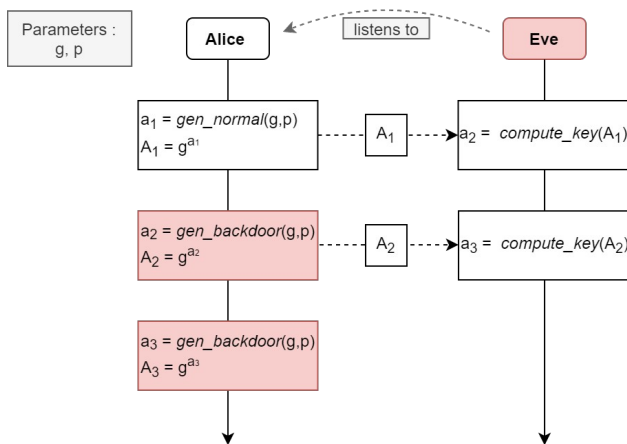 Parameters :
g, p
Alice
listens to
Eve
a₁ = gen_normal(g,p)
A₁ = gᵃ₁
A₁
a₂ = compute_key(A₁)
a₂ = gen_backdoor(g,p)
A₂ = gᵃ₂
A₂
a₃ = compute_key(A₂)
a₃ = gen_backdoor(g,p)
A₃ = gᵃ₃